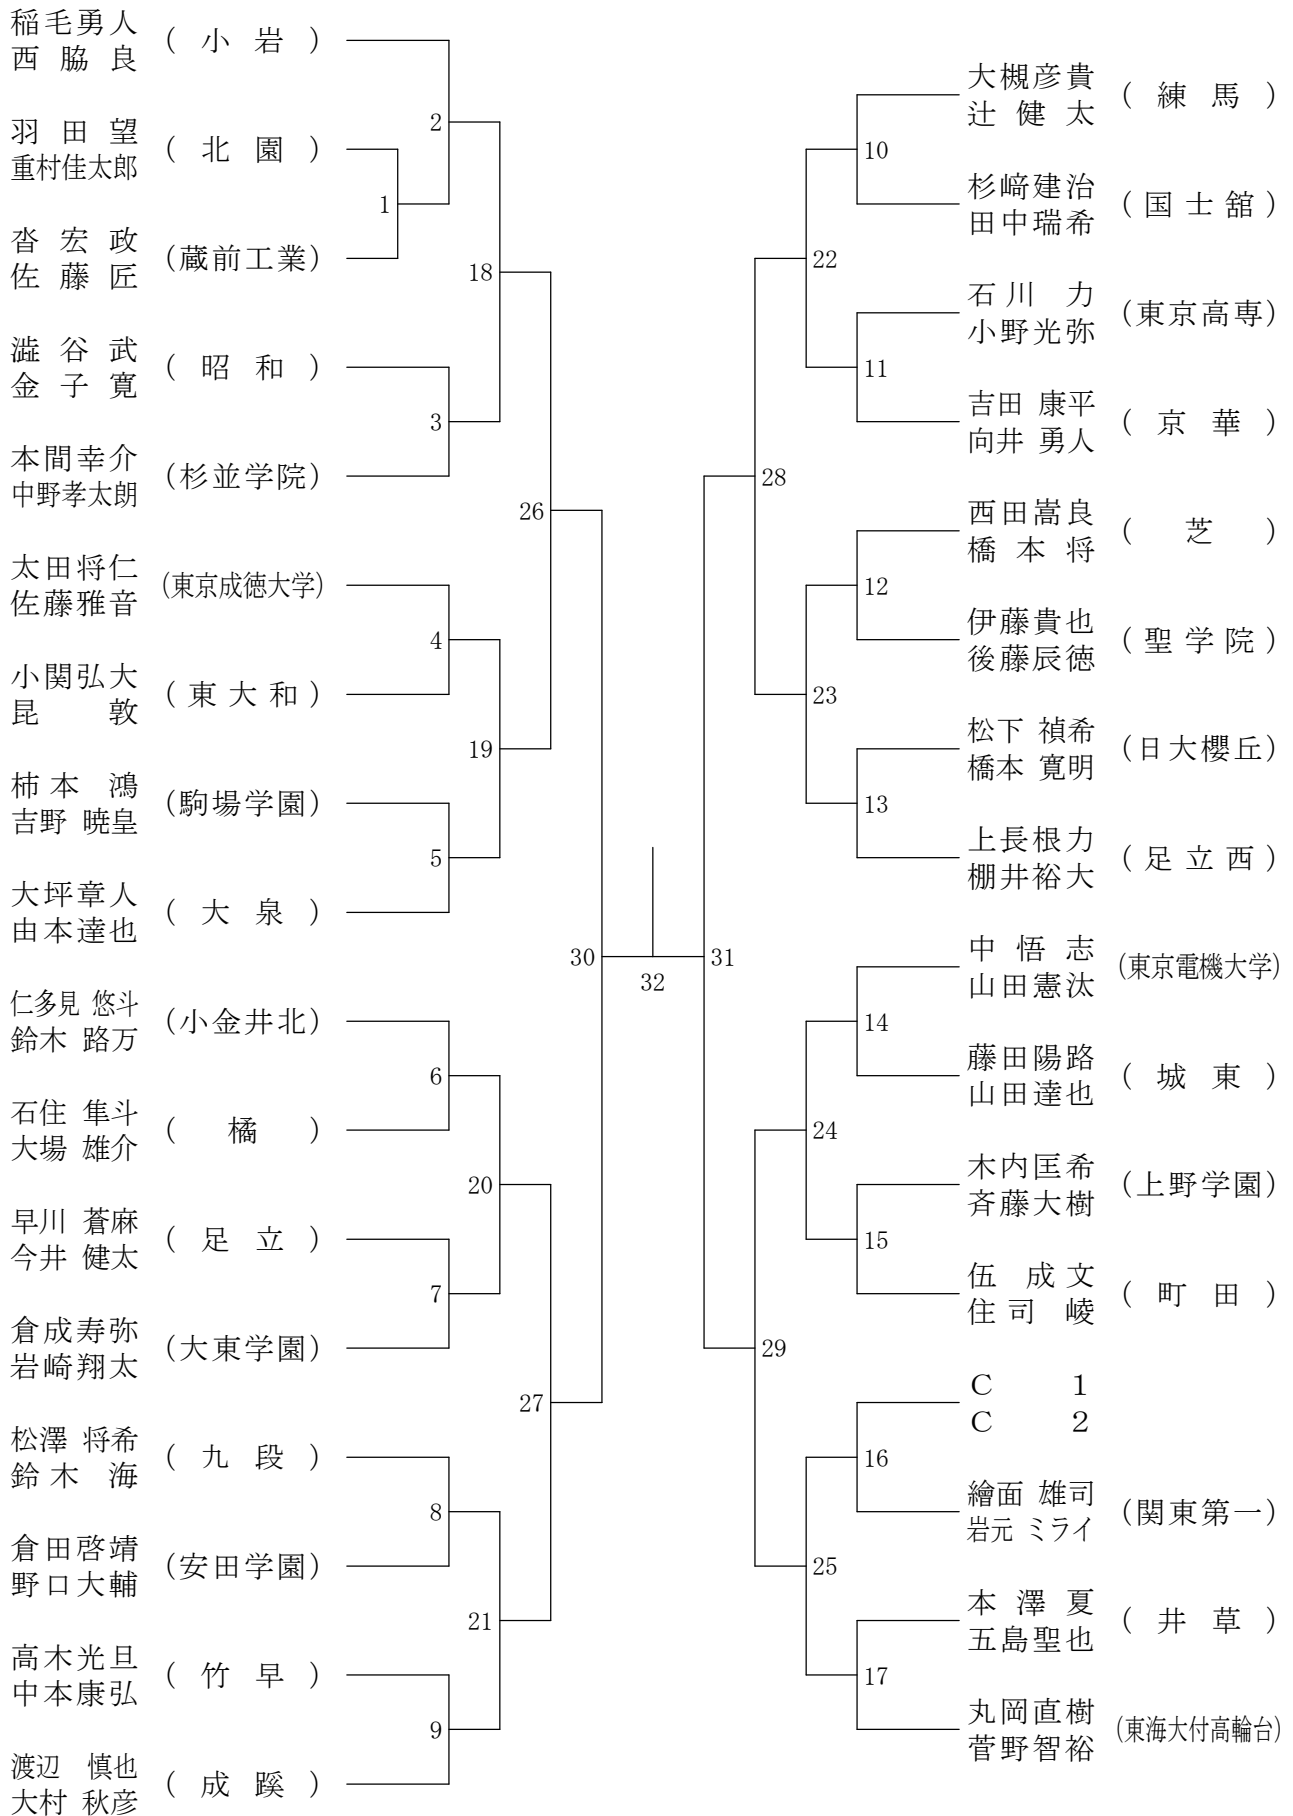 稲毛勇人
西脇良
(小岩)
羽田望
重村佳太郎
(北園)
沓宏政
佐藤匠
(蔵前工業)
澁谷武
金子寛
(昭和)
本間幸介
中野孝太朗
(杉並学院)
太田将仁
佐藤雅音
(東京成徳大学)
小関弘大
昆敦
(東大和)
柿本鴻
吉野 暁皇
(駒場学園)
大坪章人
由本達也
(大泉)
仁多見 悠斗
鈴木 路万
(小金井北)
石住 隼斗
大場 雄介
(橘)
早川 蒼麻
今井 健太
(足立)
倉成寿弥
岩崎翔太
(大東学園)
松澤 将希
鈴木 海
(九段)
倉田啓靖
野口大輔
(安田学園)
高木光旦
中本康弘
(竹早)
渡辺 慎也
大村 秋彦
(成蹊)
1
2
3
4
5
6
7
8
9
18
19
20
21
26
27
30
32
31
28
29
22
23
24
25
10
11
12
13
14
15
16
17
大槻彦貴
辻健太
(練馬)
杉﨑建治
田中瑞希
(国士舘)
石川力
小野光弥
(東京高専)
吉田 康平
向井 勇人
(京華)
西田嵩良
橋本将
(芝)
伊藤貴也
後藤辰徳
(聖学院)
松下 禎希
橋本 寛明
(日大櫻丘)
上長根力
棚井裕大
(足立西)
中悟志
山田憲汰
(東京電機大学)
藤田陽路
山田達也
(城東)
木内匡希
斉藤大樹
(上野学園)
伍成文
住司崚
(町田)
C 1
C 2
繪面 雄司
岩元 ミライ
(関東第一)
本澤夏
五島聖也
(井草)
丸岡直樹
菅野智裕
(東海大付高輪台)